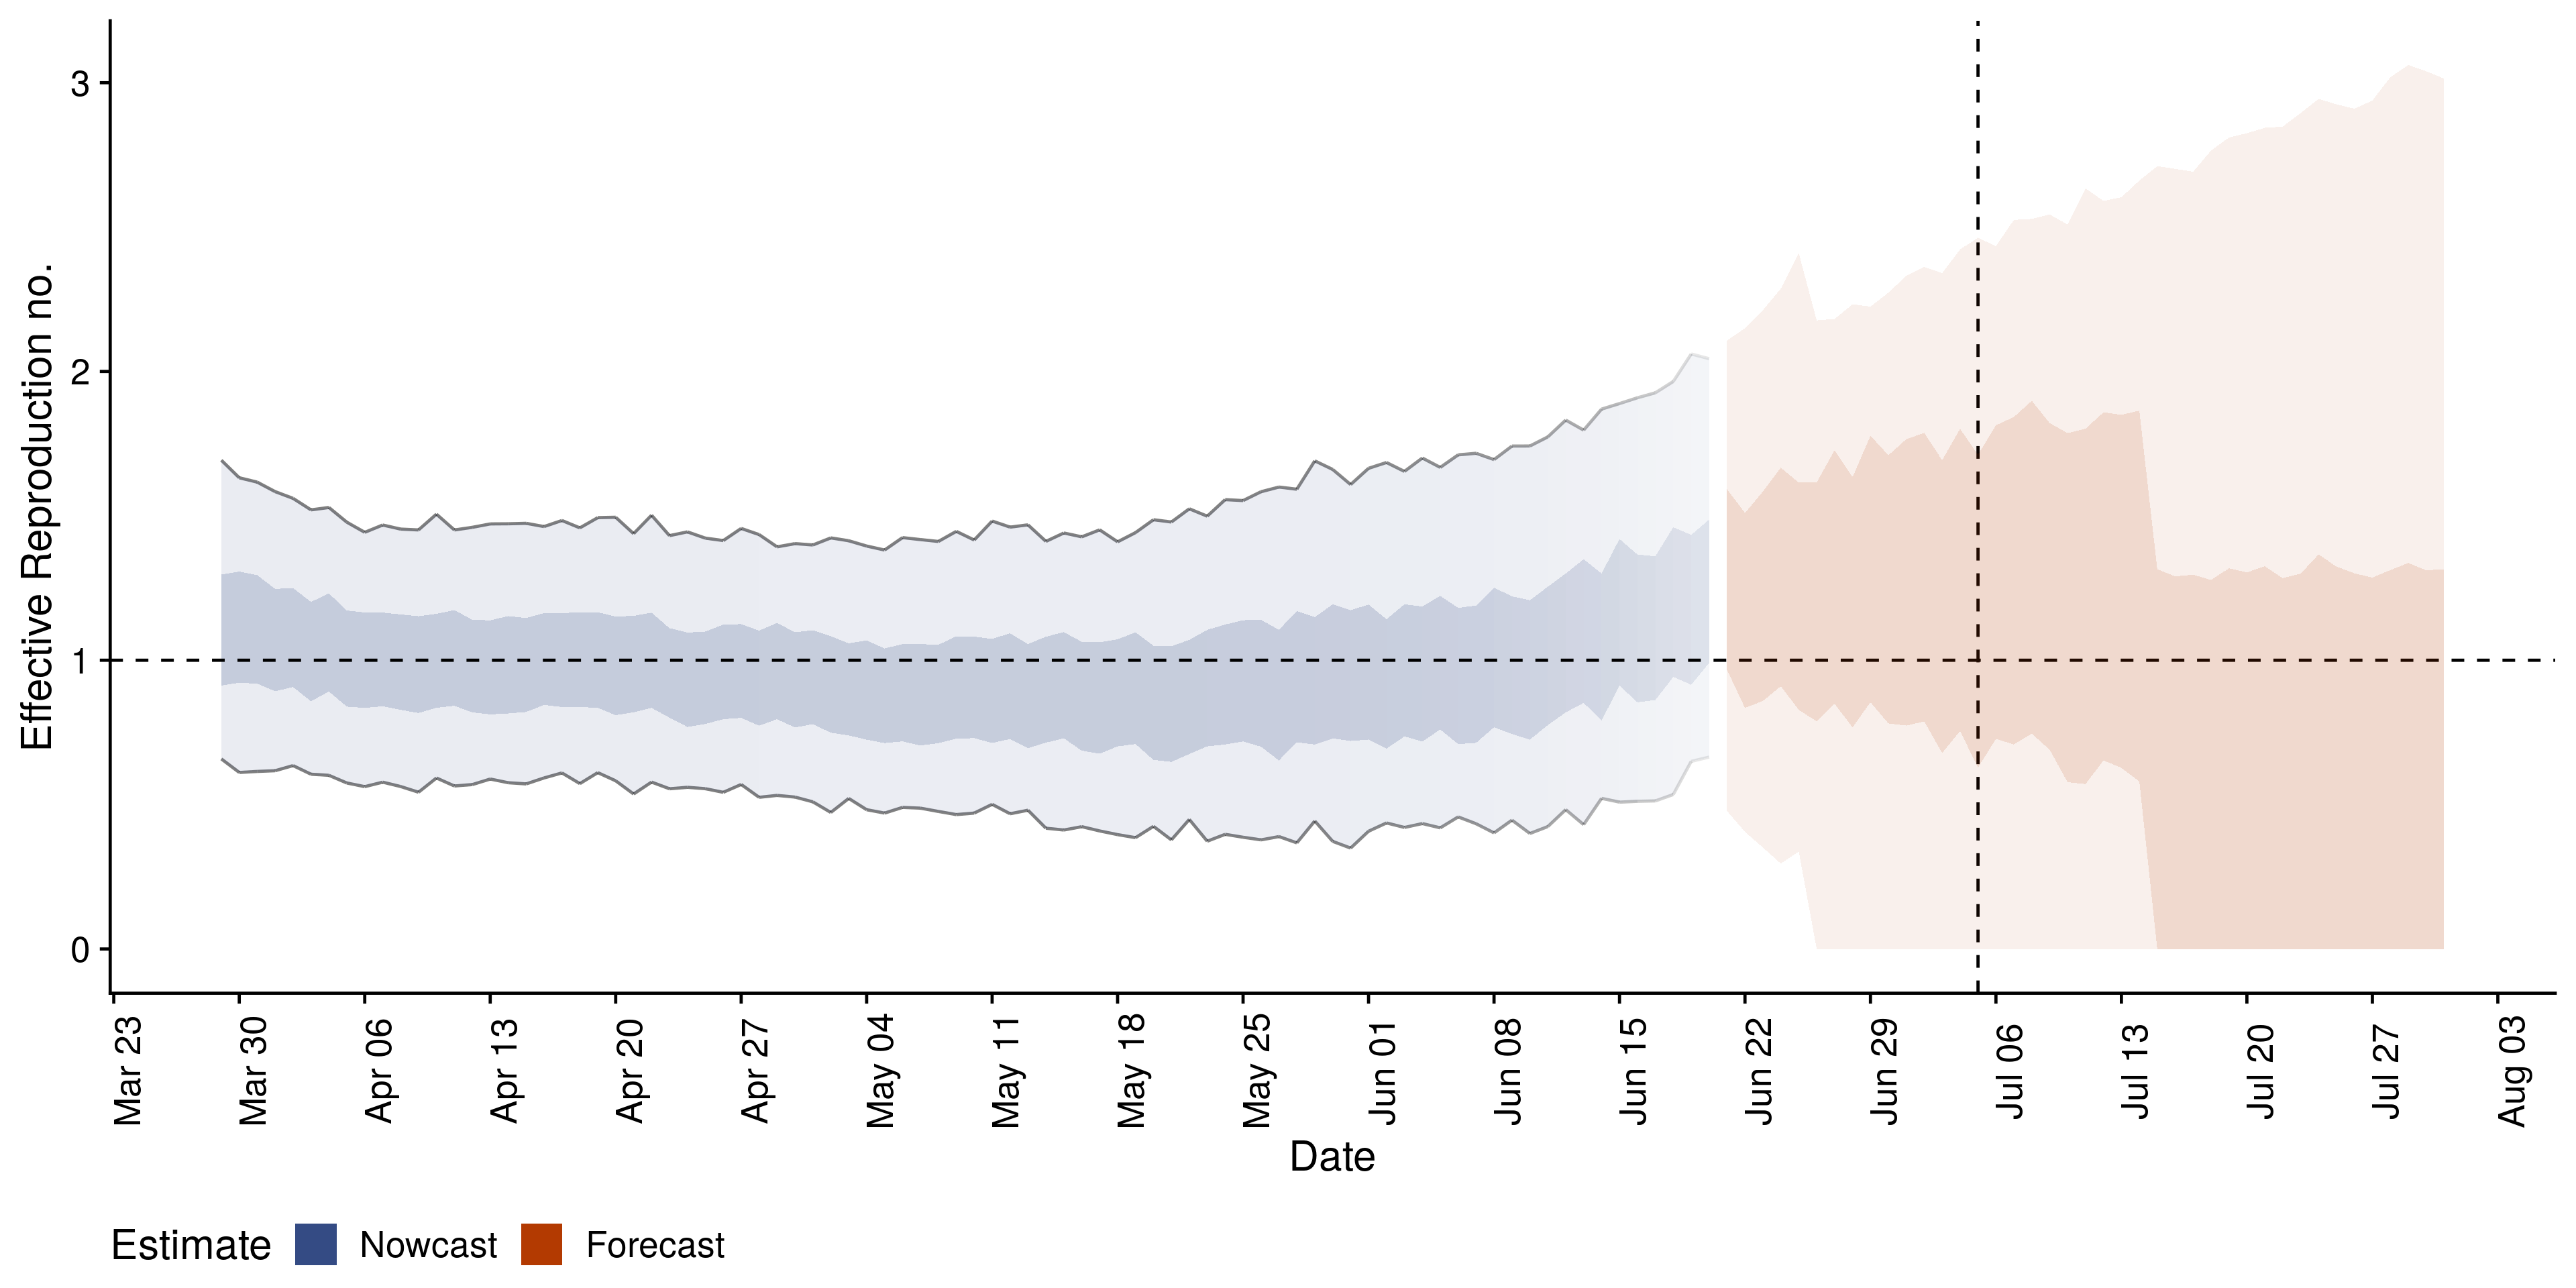 Effective Reproduction no.
3
2
1
0
Mar 23
Mar 30
Apr 06
Apr 13
Apr 20
Apr 27
May 04
May 11
May 18
May 25
Jun 01
Jun 08
Jun 15
Jun 22
Jun 29
Jul 06
Jul 13
Jul 20
Jul 27
Aug 03
Date
Estimate Nowcast Forecast